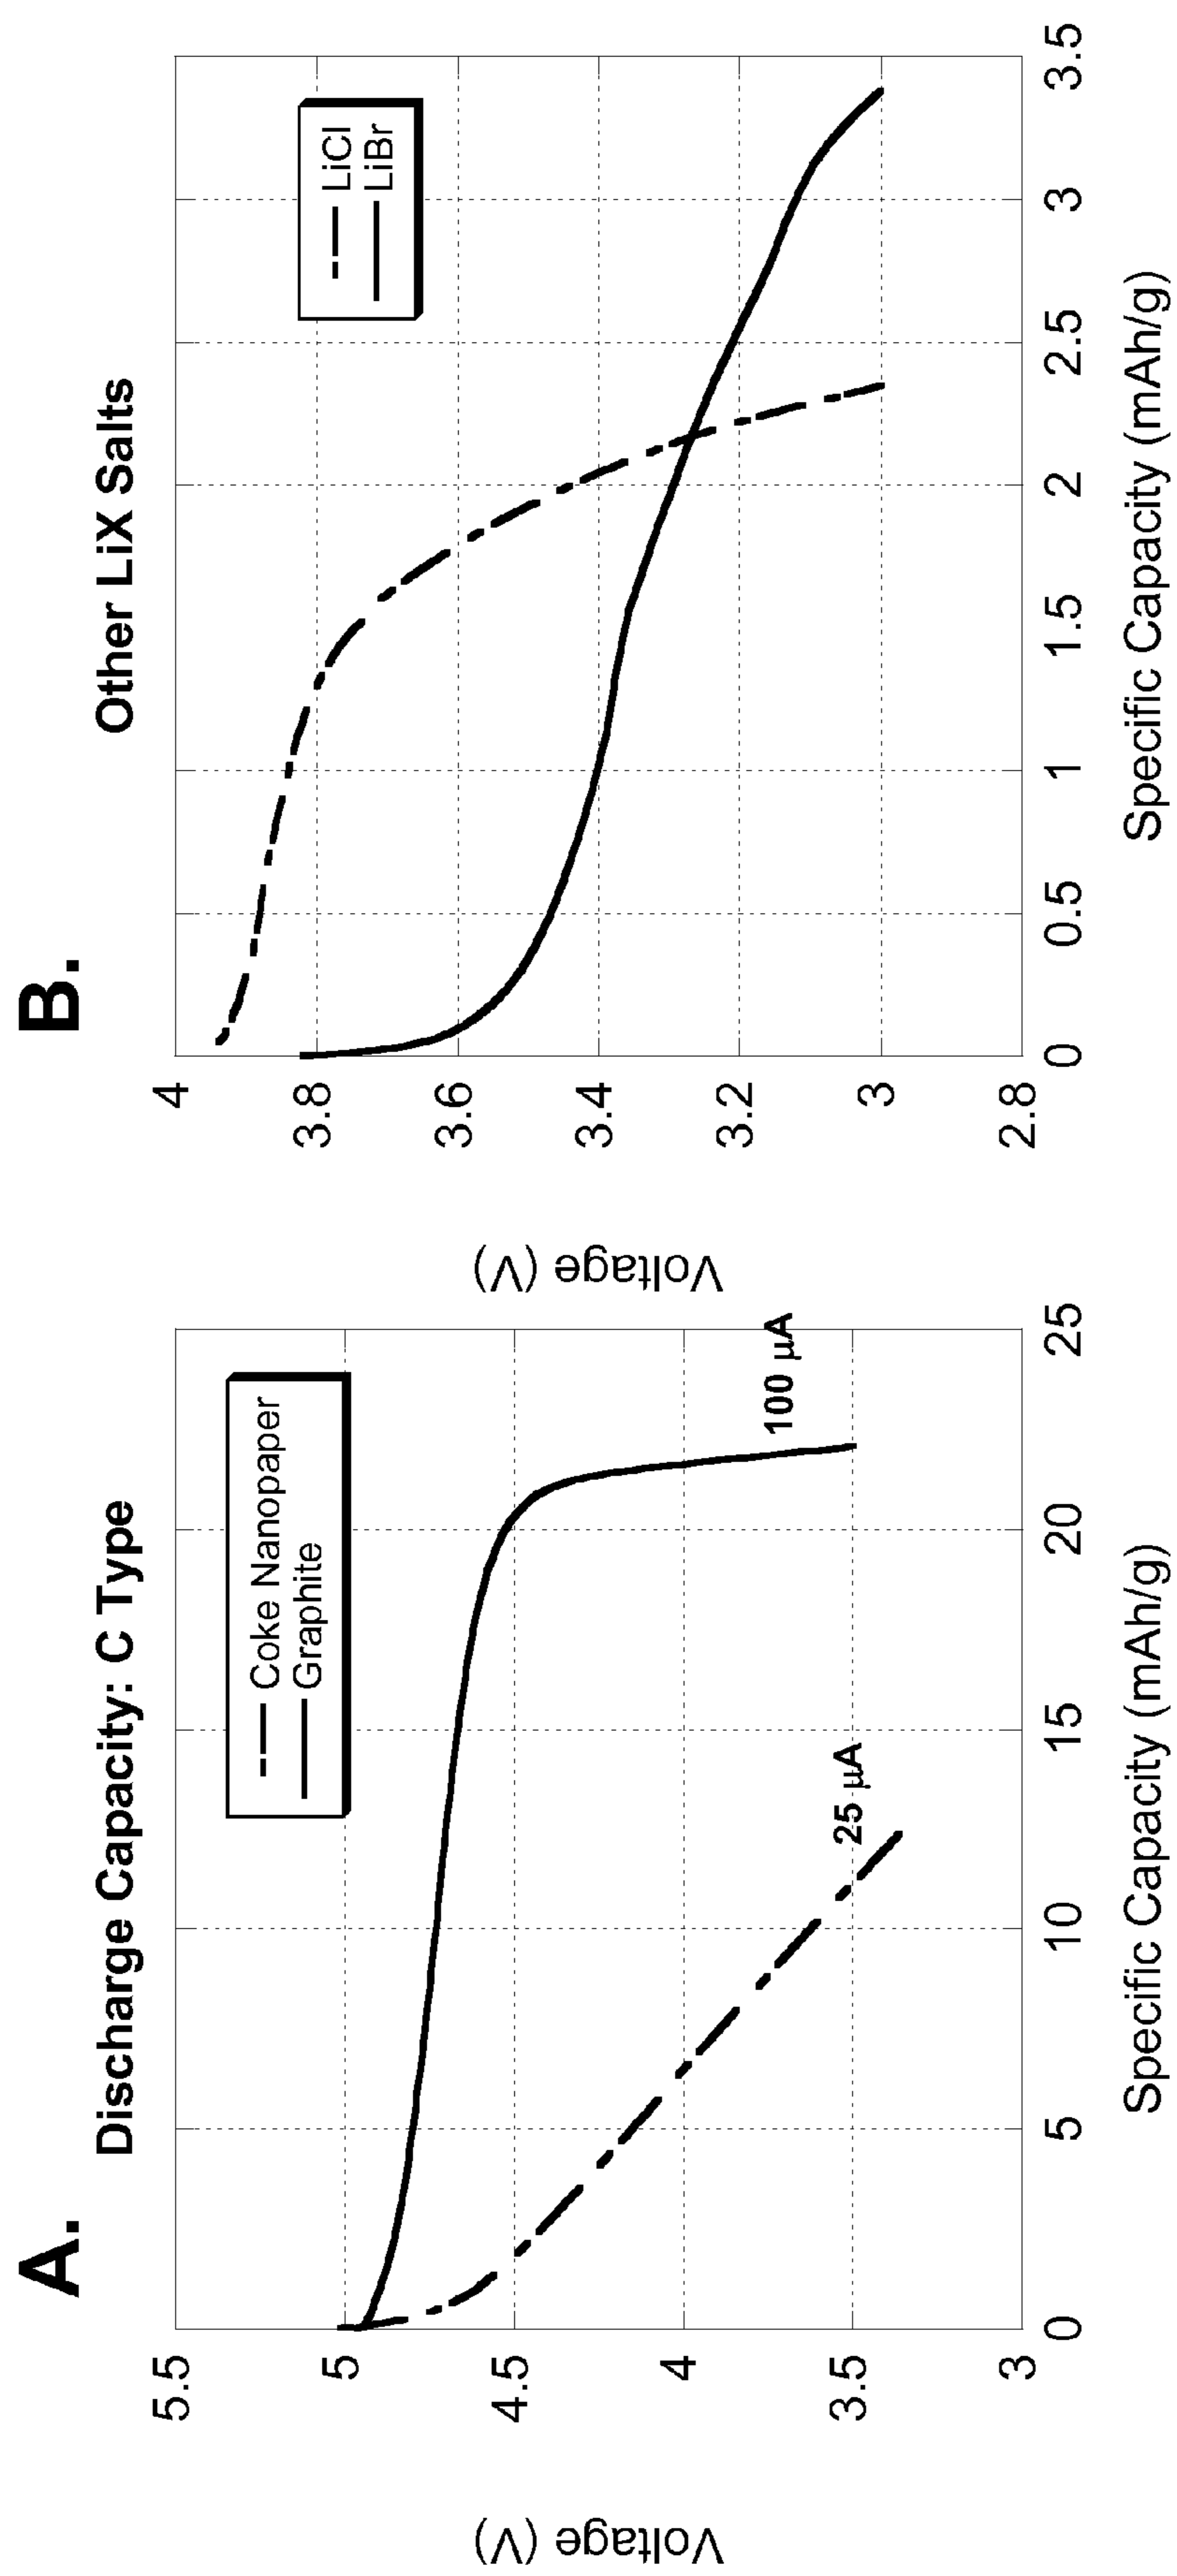 A.
Discharge Capacity: C Type
Coke Nanopaper
Graphite
5.5
5
4.5
4
3.5
3
Voltage (V)
100 µA
25 µA
0 5 10 15 20 25
Specific Capacity (mAh/g)
B.
Other LiX Salts
LiCl
LiBr
4
3.8
3.6
3.4
3.2
3
2.8
Voltage (V)
0 0.5 1 1.5 2 2.5 3 3.5
Specific Capacity (mAh/g)